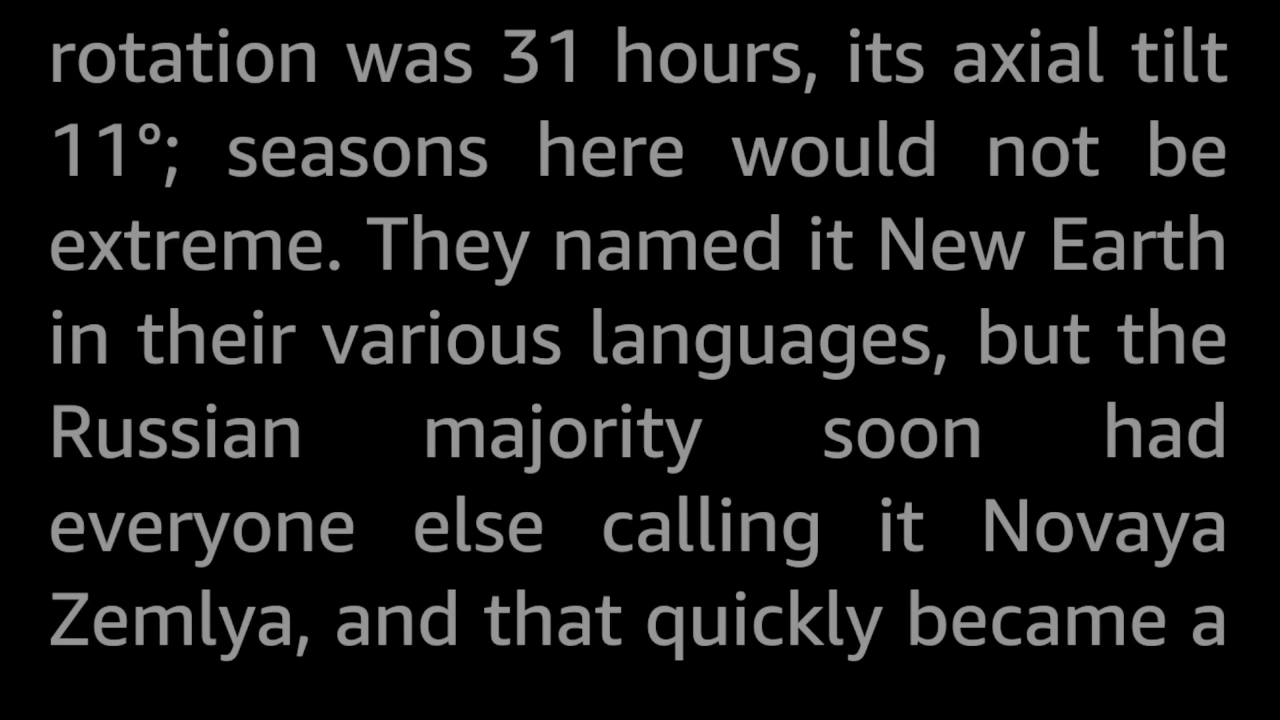 rotation was 31 hours, its axial tilt
11°; seasons here would not be
extreme. They named it New Earth
in their various languages, but the
Russian majority soon had
everyone else calling it Novaya
Zemlya, and that quickly became a